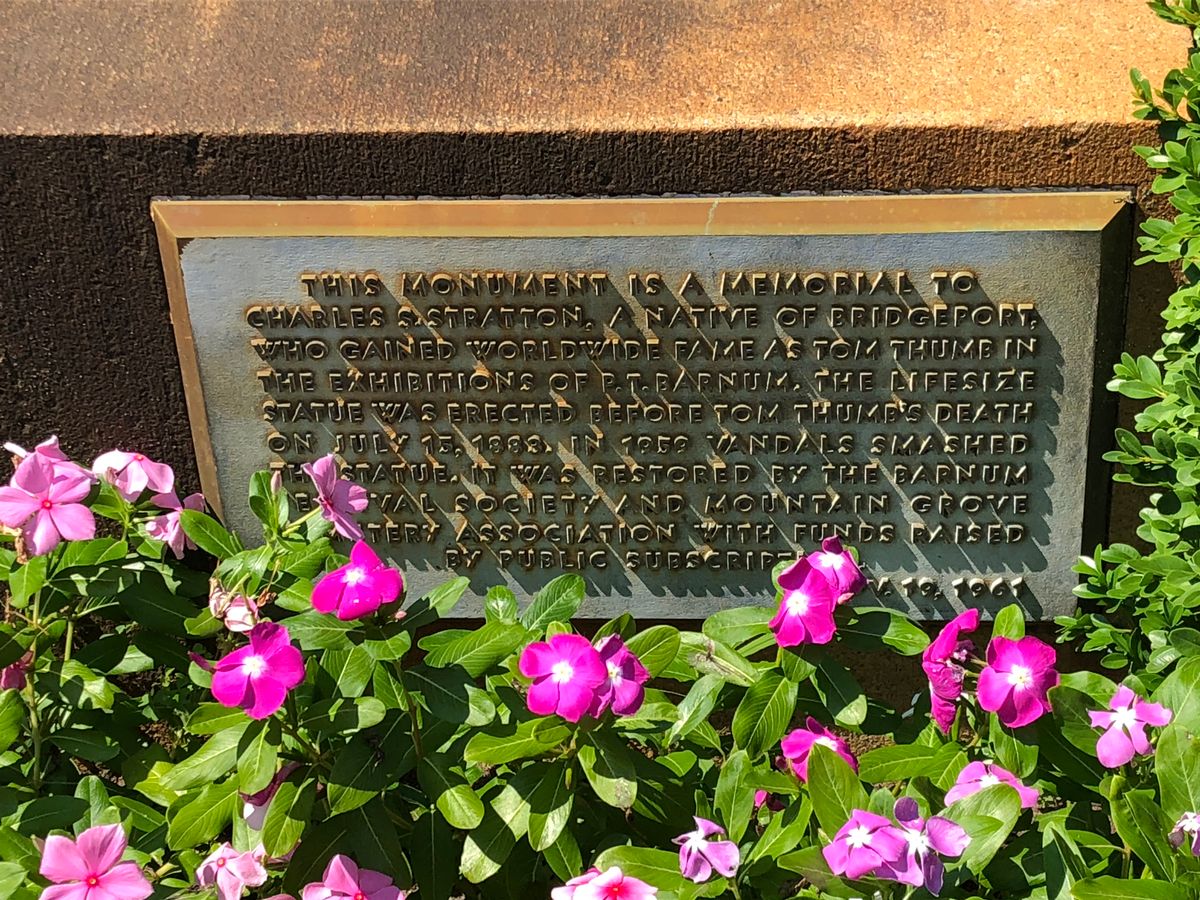 THIS MONUMENT IS A MEMORIAL TO
CHARLES S. STRATTON, A NATIVE OF BRIDGEPORT,
WHO GAINED WORLDWIDE FAME AS TOM THUMB IN
THE EXHIBITIONS OF P.T. BARNUM. THE LIFESIZE
STATUE WAS ERECTED BEFORE TOM THUMB'S DEATH
ON JULY 15, 1883. IN 1959 VANDALS SMASHED
THE STATUE. IT WAS RESTORED BY THE BARNUM
SOCIETY AND MOUNTAIN GROVE
ASSOCIATION WITH FUNDS RAISED
BY PUBLIC
19, 1961